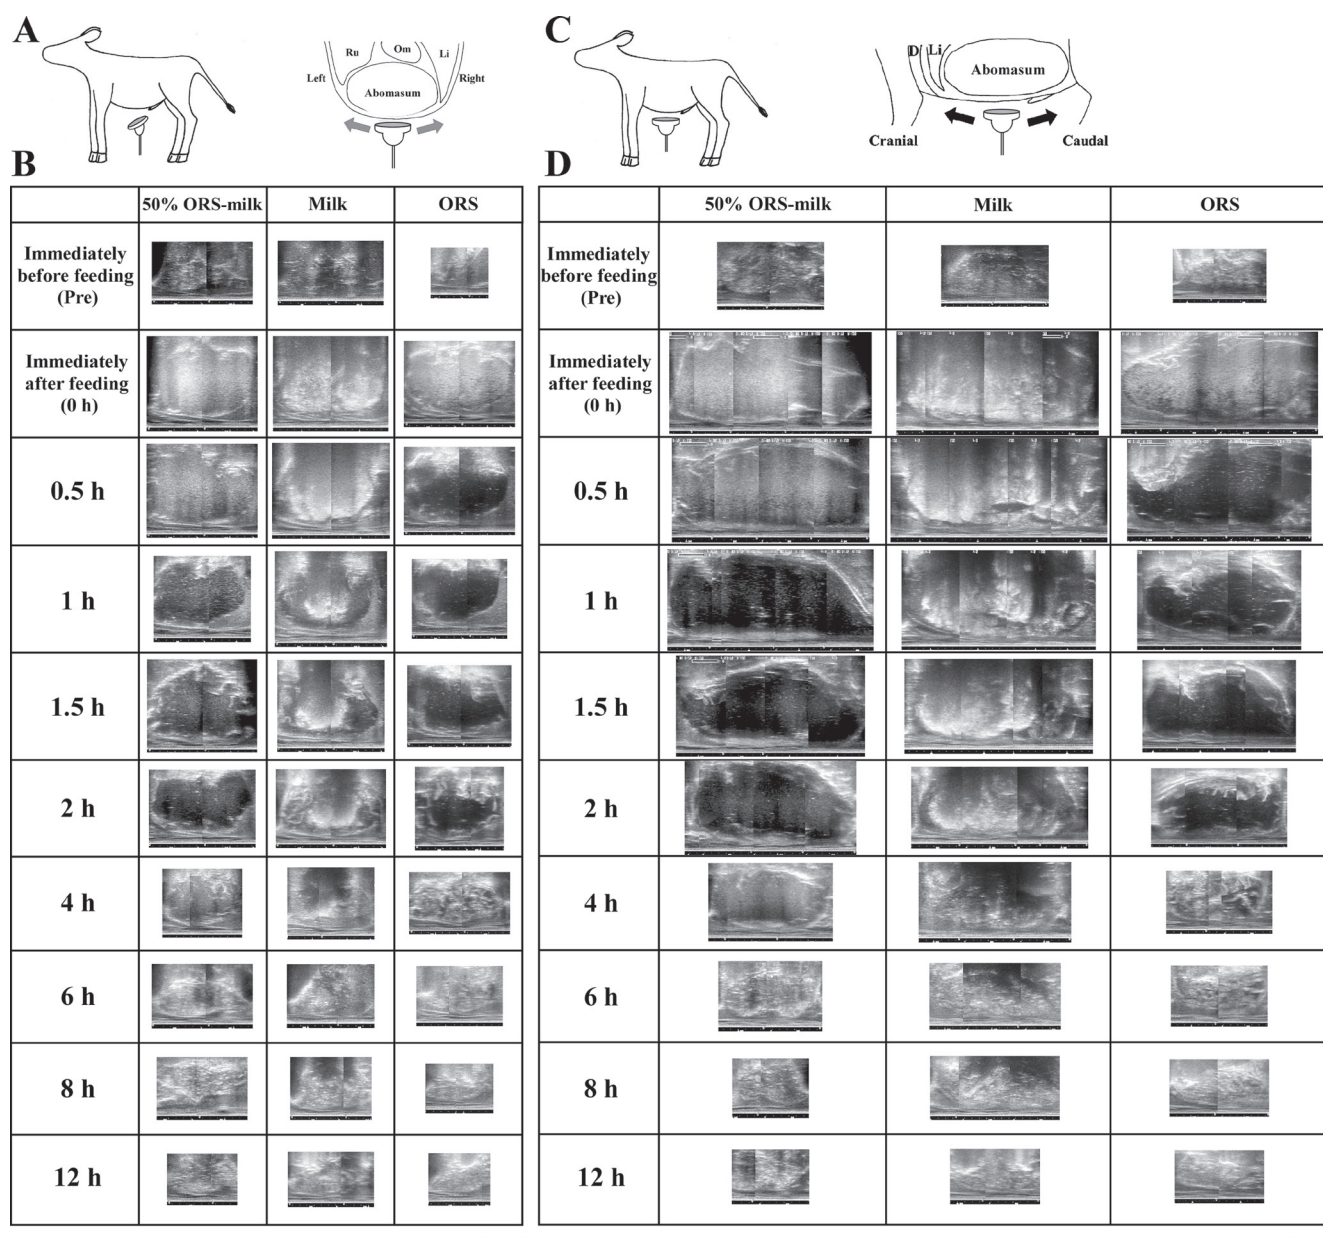 A
C
Ru
Om
Li
Left
Right
Abomasum
D
Li
Abomasum
Cranial
Caudal
B
D
50% ORS-milk
Milk
ORS
Immediately
before feeding
(Pre)
Immediately
after feeding
(0 h)
0.5 h
1 h
1.5 h
2 h
4 h
6 h
8 h
12 h
50% ORS-milk
Milk
ORS
Immediately
before feeding
(Pre)
Immediately
after feeding
(0 h)
0.5 h
1 h
1.5 h
2 h
4 h
6 h
8 h
12 h